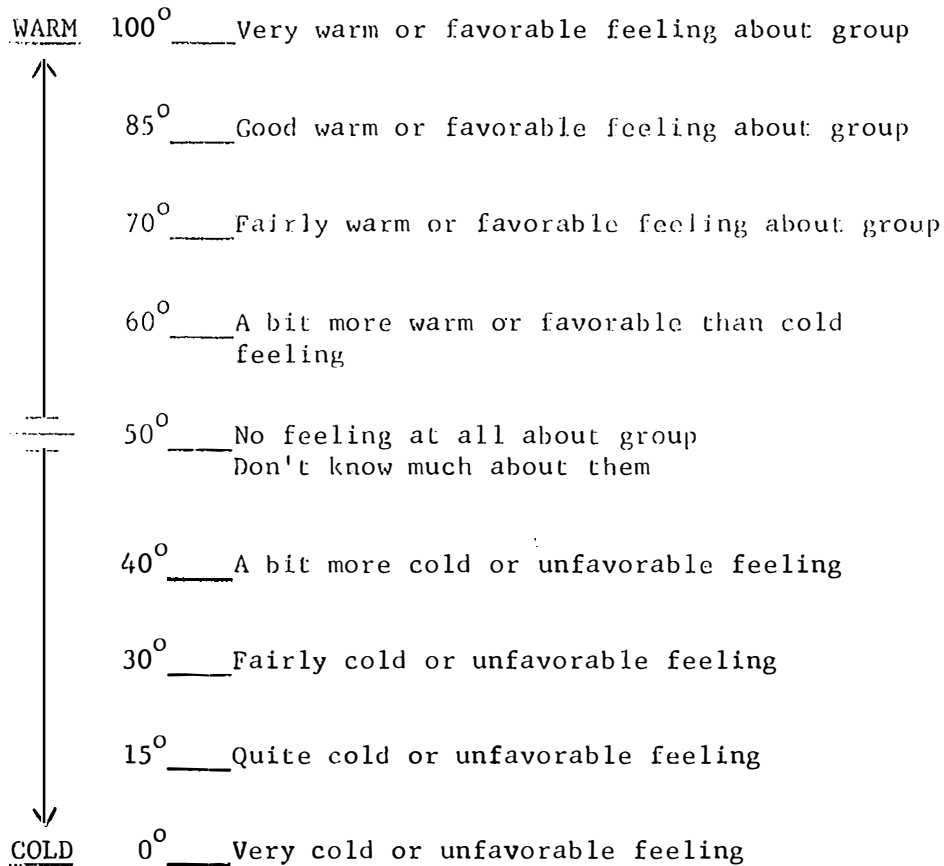 WARM 100° ____Very warm or favorable feeling about group
85° ____Good warm or favorable feeling about group
70° ____Fairly warm or favorable feeling about group
60° ____A bit more warm or favorable than cold
feeling
50° ____No feeling at all about group
Don't know much about them
40° ____A bit more cold or unfavorable feeling
30° ____Fairly cold or unfavorable feeling
15° ____Quite cold or unfavorable feeling
COLD 0° ____Very cold or unfavorable feeling